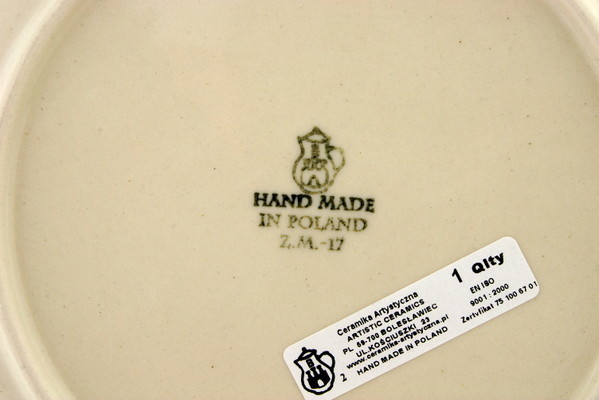 HAND MADE
IN POLAND
Z.M.-17
1 Qlty
Ceramika Artystyczna
ARTISTIC CERAMICS
PL 59-700 BOLESŁAWIEC
UL.KOŚCIUSZKI 23
www.ceramika-artystyczna.pl
2 HAND MADE IN POLAND
EN ISO
9001:2000
Zertyfikat 75 100 67 01